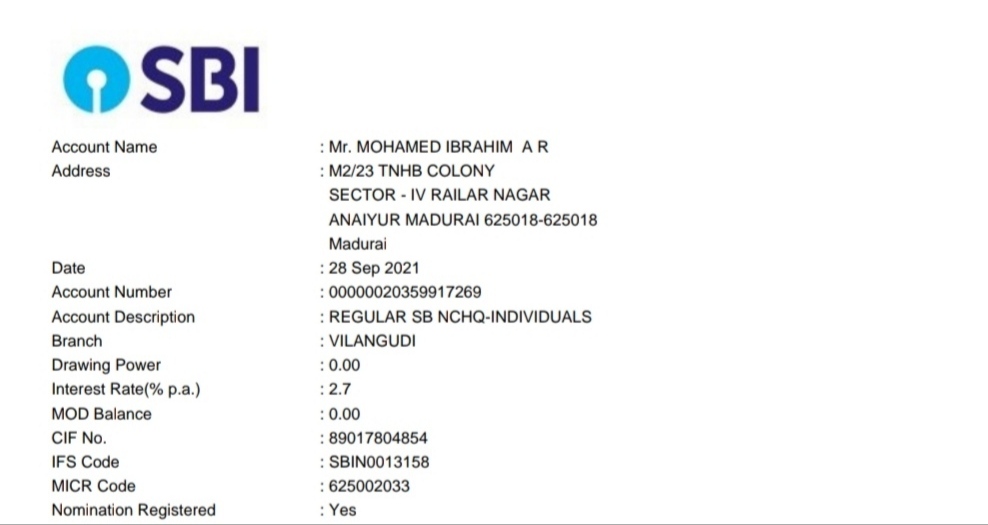 SBI
Account Name : Mr. MOHAMED IBRAHIM A R
Address : M2/23 TNHB COLONY
SECTOR - IV RAILAR NAGAR
ANAIYUR MADURAI 625018-625018
Madurai
Date : 28 Sep 2021
Account Number : 00000020359917269
Account Description : REGULAR SB NCHQ-INDIVIDUALS
Branch : VILANGUDI
Drawing Power : 0.00
Interest Rate(% p.a.) : 2.7
MOD Balance : 0.00
CIF No. : 89017804854
IFS Code : SBIN0013158
MICR Code : 625002033
Nomination Registered : Yes